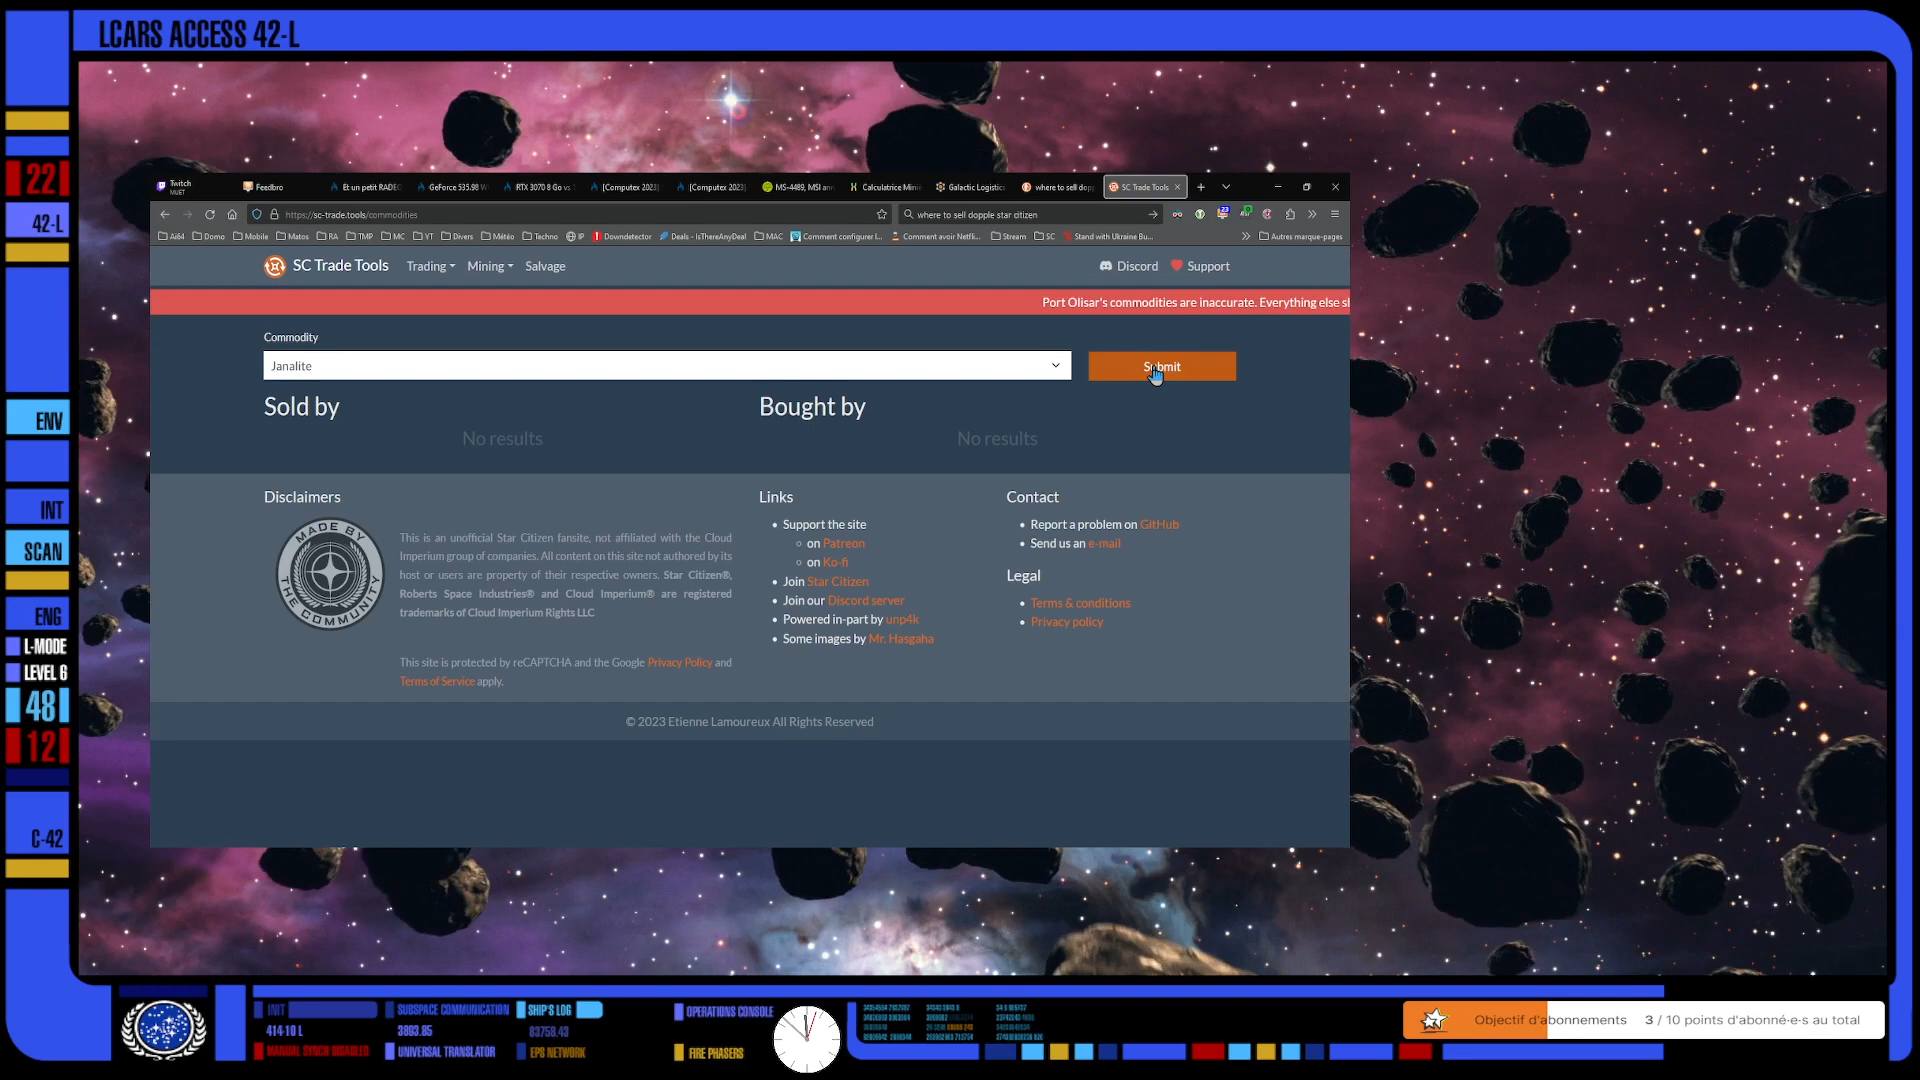 LCARS ACCESS 42-L
22
42-L
ENV
INT
SCAN
ENG
L-MODE
LEVEL 6
48
12
C-42
Twitch
MUET
Feedbro
Et un petit RADEO
GeForce 535.98 W
RTX 3070 8 Go vs
[Computex 2023]
[Computex 2023]
MS-4489, MSI ann
Calculatrice Mini
Galactic Logistics
where to sell dopp
SC Trade Tools
https://sc-trade.tools/commodities
where to sell dopple star citizen
23
Ai64
Domo
Mobile
Matos
RA
TMP
MC
YT
Divers
Météo
Techno
IP
Downdetector
Deals - IsThereAnyDeal
MAC
Comment configurer l...
Comment avoir Netfli...
Stream
SC
Stand with Ukraine Bu...
Autres marque-pages
SC Trade Tools
Trading
Mining
Salvage
Discord
Support
Port Olisar's commodities are inaccurate. Everything else sh
Commodity
Janalite
Submit
Sold by
Bought by
No results
No results
Disclaimers
MADE BY
THE COMMUNITY
This is an unofficial Star Citizen fansite, not affiliated with the Cloud
Imperium group of companies. All content on this site not authored by its
host or users are property of their respective owners. Star Citizen®,
Roberts Space Industries® and Cloud Imperium® are registered
trademarks of Cloud Imperium Rights LLC
This site is protected by reCAPTCHA and the Google Privacy Policy and
Terms of Service apply.
Links
Support the site
on Patreon
on Ko-fi
Join Star Citizen
Join our Discord server
Powered in-part by unp4k
Some images by Mr. Hasgaha
Contact
Report a problem on GitHub
Send us an e-mail
Legal
Terms & conditions
Privacy policy
© 2023 Etienne Lamoureux All Rights Reserved
INIT
414-10 L
MANUAL SYNCH DISABLED
SUBSPACE COMMUNICATION
3893.85
UNIVERSAL TRANSLATOR
SHIP'S LOG
83758.43
EPS NETWORK
OPERATIONS CONSOLE
FIRE PHASERS
Objectif d'abonnements 3 / 10 points d'abonné·e·s au total